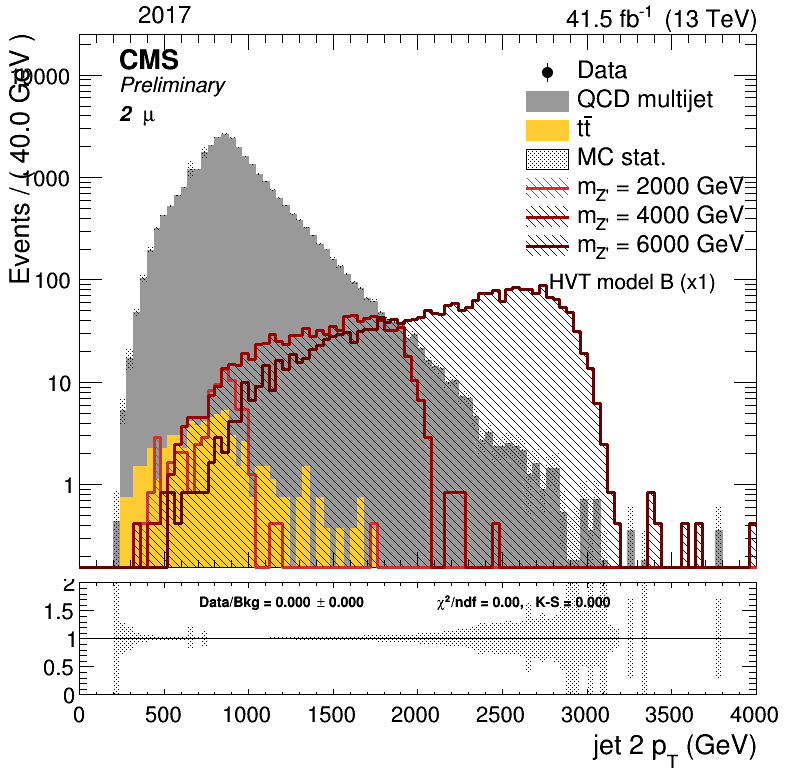 2017 41.5 fb⁻¹ (13 TeV)
Events / ( 40.0 GeV )
10000
1000
100
10
1
CMS
Preliminary
2 μ
Data
QCD multijet
tt̄
MC stat.
m_Z' = 2000 GeV
m_Z' = 4000 GeV
m_Z' = 6000 GeV
HVT model B (x1)
2
1.5
1
0.5
0
Data/Bkg = 0.000 ± 0.000 χ²/ndf = 0.00, K-S = 0.000
0 500 1000 1500 2000 2500 3000 3500 4000
jet 2 p_T (GeV)